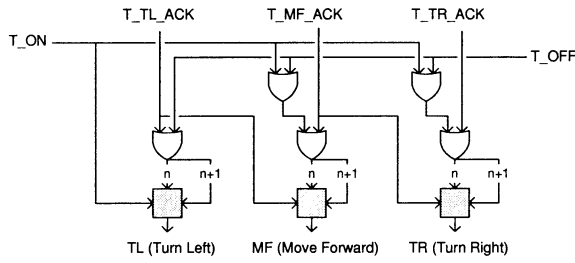 T_TL_ACK T_MF_ACK T_TR_ACK
T_ON
T_OFF
n n+1 n n+1 n n+1
TL (Turn Left) MF (Move Forward) TR (Turn Right)